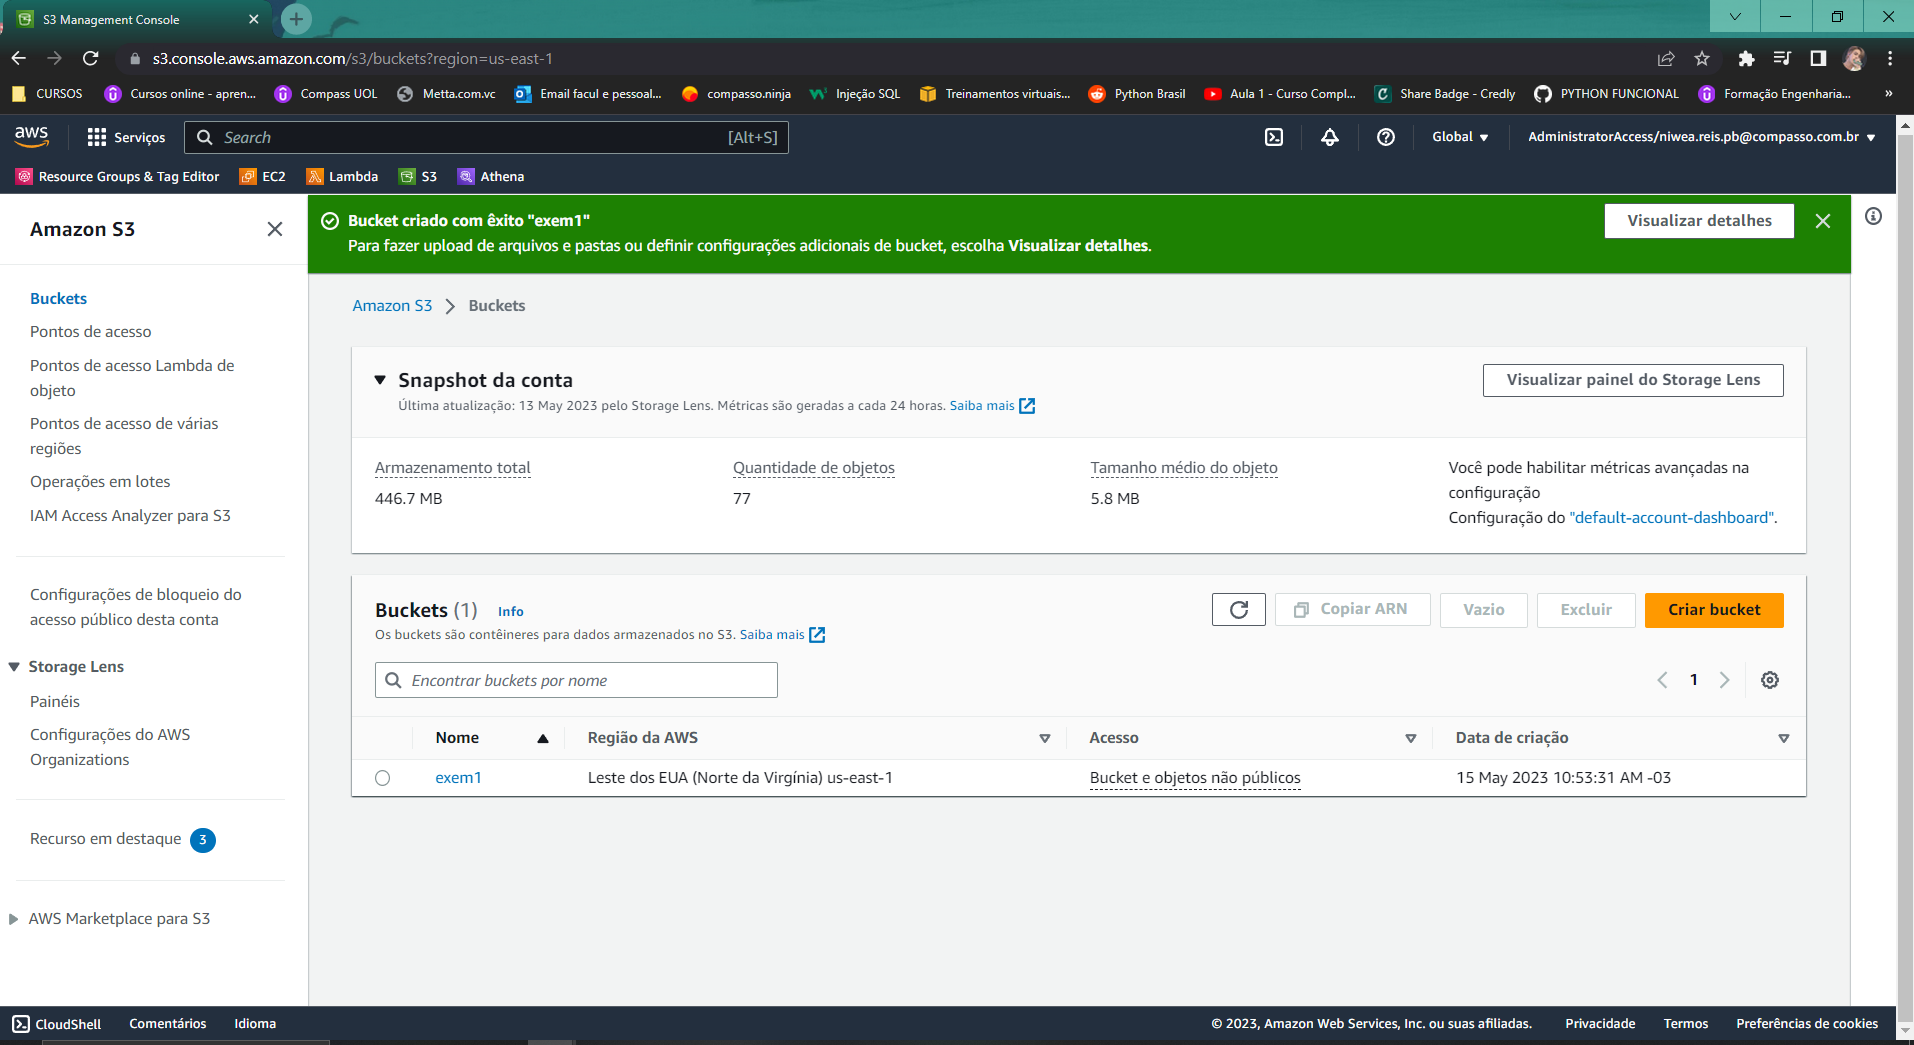 S3 Management Console
s3.console.aws.amazon.com/s3/buckets?region=us-east-1
CURSOS
Cursos online - apren...
Compass UOL
Metta.com.vc
Email facul e pessoal...
compasso.ninja
Injeção SQL
Treinamentos virtuais...
Python Brasil
Aula 1 - Curso Compl...
Share Badge - Credly
PYTHON FUNCIONAL
Formação Engenharia...
»
aws
Serviços
Search
[Alt+S]
Global
AdministratorAccess/niwea.reis.pb@compasso.com.br
Resource Groups & Tag Editor
EC2
Lambda
S3
Athena
Amazon S3
Buckets
Pontos de acesso
Pontos de acesso Lambda de
objeto
Pontos de acesso de várias
regiões
Operações em lotes
IAM Access Analyzer para S3
Configurações de bloqueio do
acesso público desta conta
Storage Lens
Painéis
Configurações do AWS
Organizations
Recurso em destaque 3
AWS Marketplace para S3
Bucket criado com êxito "exem1"
Para fazer upload de arquivos e pastas ou definir configurações adicionais de bucket, escolha Visualizar detalhes.
Visualizar detalhes
Amazon S3
Buckets
Snapshot da conta
Última atualização: 13 May 2023 pelo Storage Lens. Métricas são geradas a cada 24 horas. Saiba mais
Visualizar painel do Storage Lens
Armazenamento total
446.7 MB
Quantidade de objetos
77
Tamanho médio do objeto
5.8 MB
Você pode habilitar métricas avançadas na
configuração
Configuração do "default-account-dashboard".
Buckets (1)
Info
Os buckets são contêineres para dados armazenados no S3. Saiba mais
Copiar ARN
Vazio
Excluir
Criar bucket
Encontrar buckets por nome
1
Nome
Região da AWS
Acesso
Data de criação
exem1
Leste dos EUA (Norte da Virgínia) us-east-1
Bucket e objetos não públicos
15 May 2023 10:53:31 AM -03
CloudShell
Comentários
Idioma
© 2023, Amazon Web Services, Inc. ou suas afiliadas.
Privacidade
Termos
Preferências de cookies